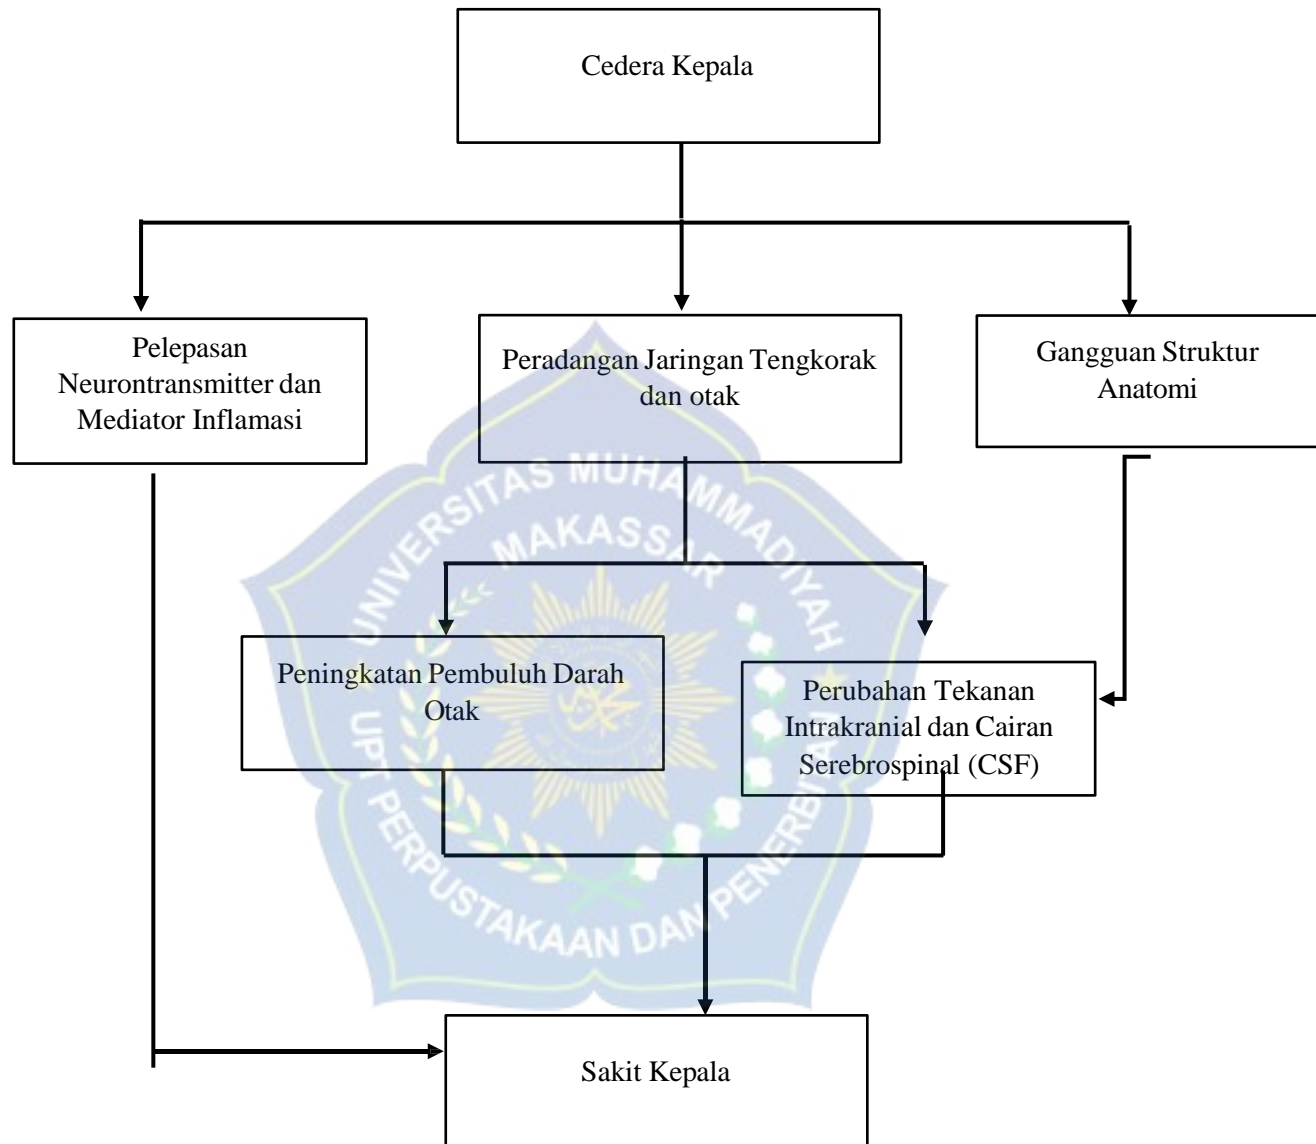 Cedera Kepala
Pelepasan
Neurontransmitter dan
Mediator Inflamasi
Peradangan Jaringan Tengkorak
dan otak
Gangguan Struktur
Anatomi
UNIVERSITAS MUHAMMADIYAH
MAKASSAR
Peningkatan Pembuluh Darah
Otak
Perubahan Tekanan
Intrakranial dan Cairan
Serebrospinal (CSF)
UPT PERPUSTAKAAN DAN PENERBITAN
Sakit Kepala